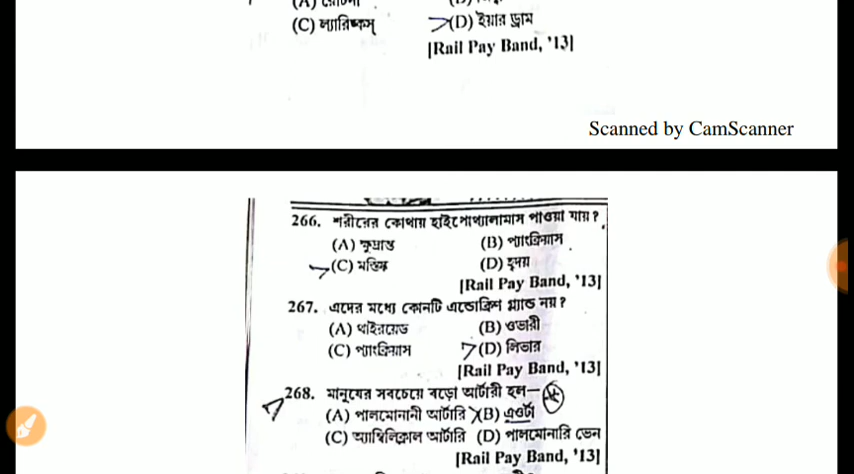 (C) ল্যারিঙ্কস্ (D) ইয়ার ড্রাম
[Rail Pay Band, '13]
Scanned by CamScanner
266. শরীরের কোথায় হাইপোথ্যালামাস পাওয়া যায়?
(A) ক্ষুদ্রান্ত (B) প্যাংক্রিয়াস
(C) মস্তিষ্ক (D) হৃদয়
[Rail Pay Band, '13]
267. এদের মধ্যে কোনটি এন্ডোক্রিণ গ্ল্যান্ড নয়?
(A) থাইরয়েড (B) ওভারী
(C) প্যাংক্রিয়াস (D) লিভার
[Rail Pay Band, '13]
268. মানুষের সবচেয়ে বড়ো আর্টারী হল—
(A) পালমোনারী আর্টারি (B) এওর্টা
(C) অ্যাম্বিলিক্যাল আর্টারি (D) পালমোনারি ভেন
[Rail Pay Band, '13]